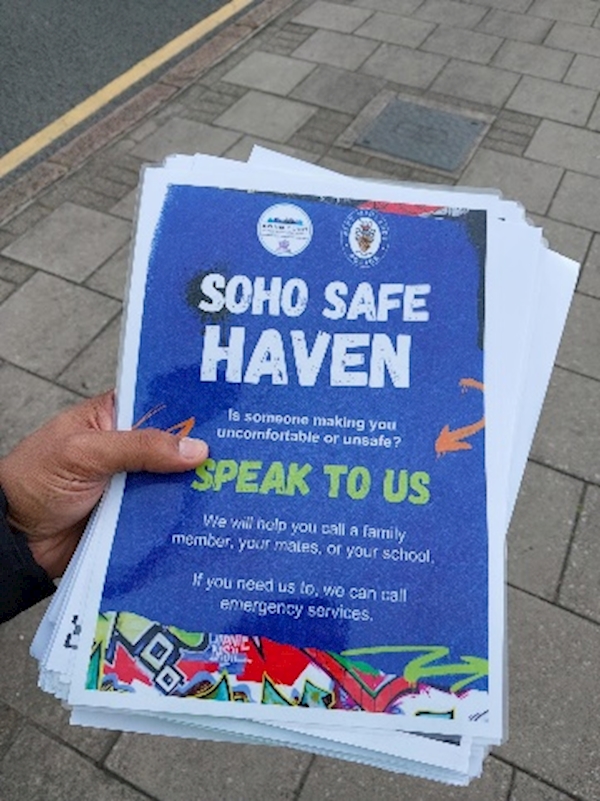 SOHO SAFE
HAVEN
Is someone making you
uncomfortable or unsafe?
SPEAK TO US
We will help you call a family
member, your mates, or your school.
If you need us to, we can call
emergency services.